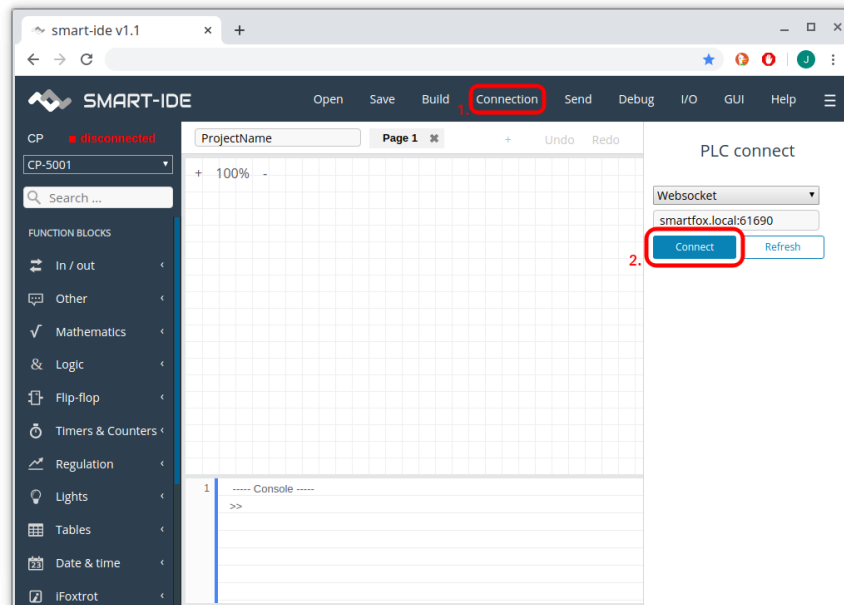 smart-ide v1.1
J
SMART-IDE
Open Save Build Connection Send Debug I/O GUI Help
1.
CP disconnected
CP-5001
Search ...
FUNCTION BLOCKS
In / out
Other
Mathematics
& Logic
Flip-flop
Timers & Counters
Regulation
Lights
Tables
23 Date & time
iFoxtrot
ProjectName Page 1 + Undo Redo
+ 100% -
1 ----- Console -----
>>
PLC connect
Websocket
smartfox.local:61690
2. Connect Refresh